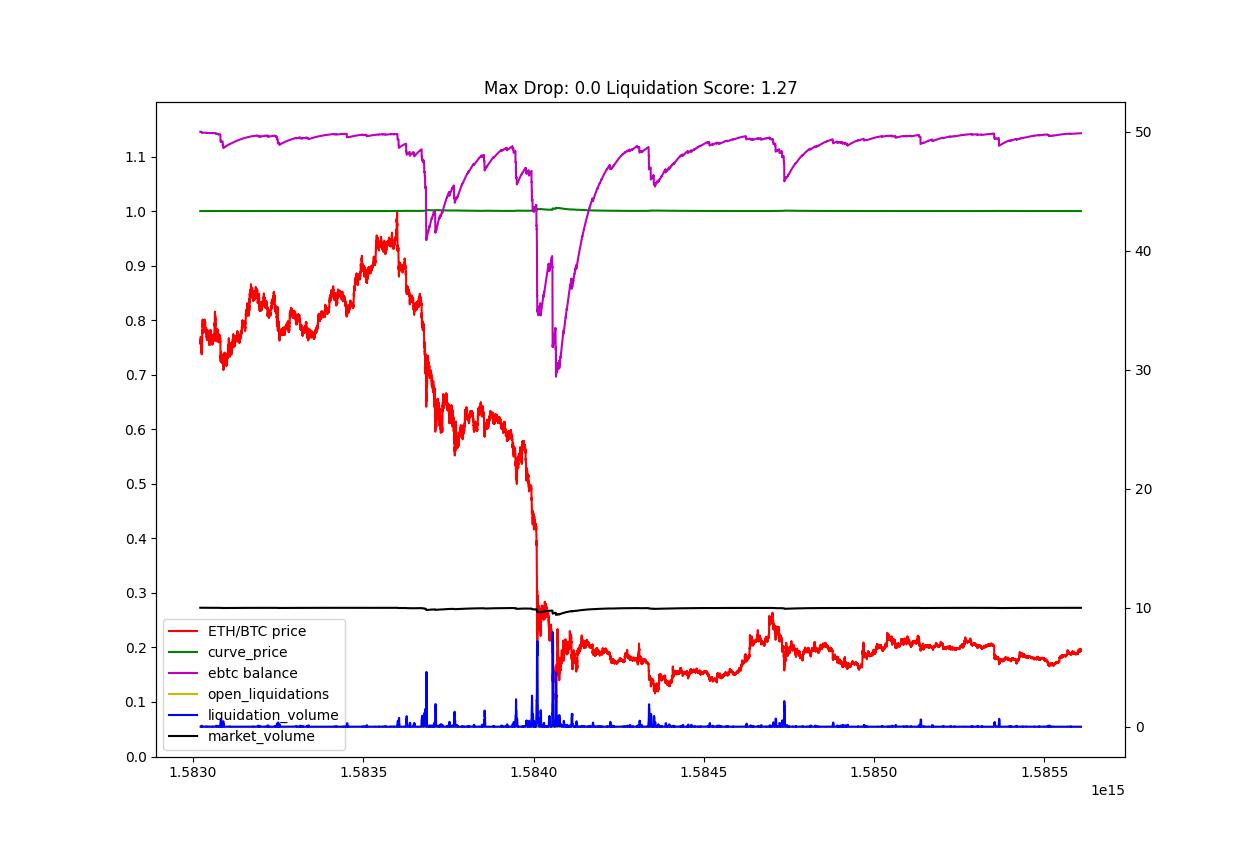 Max Drop: 0.0 Liquidation Score: 1.27
1.1
1.0
0.9
0.8
0.7
0.6
0.5
0.4
0.3
0.2
0.1
0.0
50
40
30
20
10
0
ETH/BTC price
curve_price
ebtc balance
open_liquidations
liquidation_volume
market_volume
1.5830 1.5835 1.5840 1.5845 1.5850 1.5855
1e15